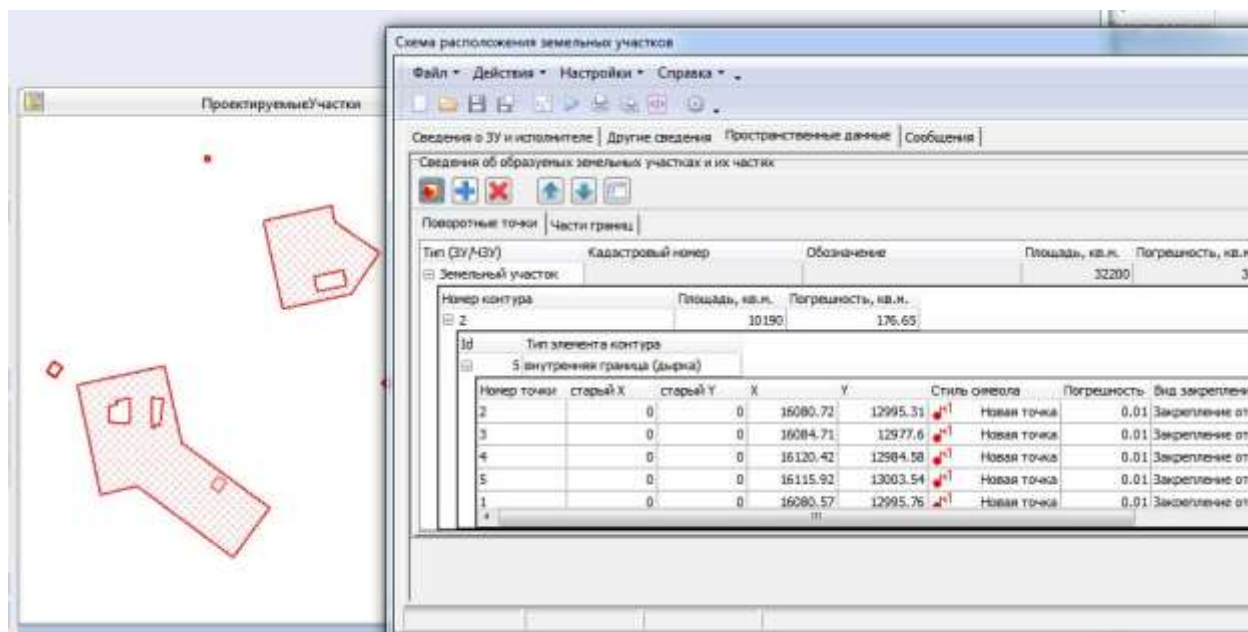 Схема расположения земельных участков
Файл Действия Настройки Справка
ПроектируемыеУчастки
Сведения о ЗУ и исполнителе Другие сведения Пространственные данные Сообщения
Сведения об образуемых земельных участках и их частях
Поворотные точки Части границ
Тип (ЗУ/ЧЗУ) Кадастровый номер Обозначение Площадь, кв.м. Погрешность, кв.м
Земельный участок 32200 3
Номер контура Площадь, кв.м. Погрешность, кв.м.
2 10190 176.65
Id Тип элемента контура
5 внутренняя граница (дырка)
Номер точки старый X старый Y X Y Стиль символа Погрешность Вид закреплени
2 0 0 16080.72 12995.31 Новая точка 0.01 Закрепление от
3 0 0 16084.71 12977.6 Новая точка 0.01 Закрепление от
4 0 0 16120.42 12984.58 Новая точка 0.01 Закрепление от
5 0 0 16115.92 13003.54 Новая точка 0.01 Закрепление от
1 0 0 16080.57 12995.76 Новая точка 0.01 Закрепление от